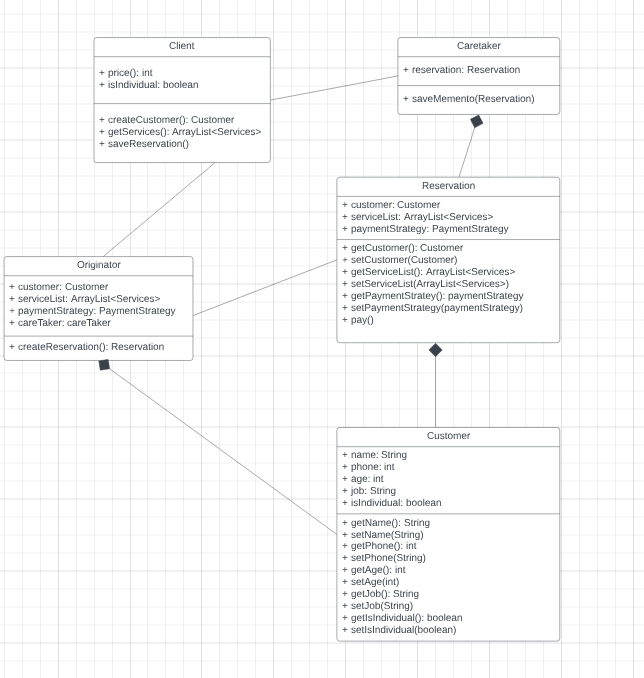 Client
+ price(): int
+ isIndividual: boolean
+ createCustomer(): Customer
+ getServices(): ArrayList<Services>
+ saveReservation()
Caretaker
+ reservation: Reservation
+ saveMemento(Reservation)
Reservation
+ customer: Customer
+ serviceList: ArrayList<Services>
+ paymentStrategy: PaymentStrategy
+ getCustomer(): Customer
+ setCustomer(Customer)
+ getServiceList(): ArrayList<Services>
+ setServiceList(ArrayList<Services>)
+ getPaymentStratey(): paymentStrategy
+ setPaymentStrategy(paymentStrategy)
+ pay()
Originator
+ customer: Customer
+ serviceList: ArrayList<Services>
+ paymentStrategy: PaymentStrategy
+ careTaker: careTaker
+ createReservation(): Reservation
Customer
+ name: String
+ phone: int
+ age: int
+ job: String
+ isIndividual: boolean
+ getName(): String
+ setName(String)
+ getPhone(): int
+ setPhone(String)
+ getAge(): int
+ setAge(int)
+ getJob(): String
+ setJob(String)
+ getIsIndividual(): boolean
+ setIsIndividual(boolean)